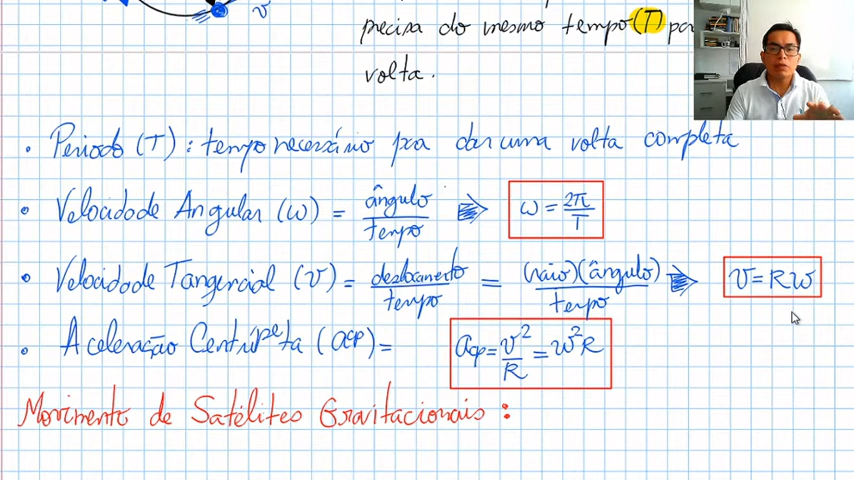 v
precisa do mesmo tempo (T) pa
volta.
• Período (T): tempo necessário pra dar uma volta completa
• Velocidade Angular (ω) = ângulo/tempo ⇒ ω = 2π/T
• Velocidade Tangencial (v) = deslocamento/tempo = (raio)(ângulo)/tempo ⇒ v = Rω
• Aceleração Centrípeta (acp) = acp = v²/R = ω²R
Movimento de Satélites Gravitacionais: